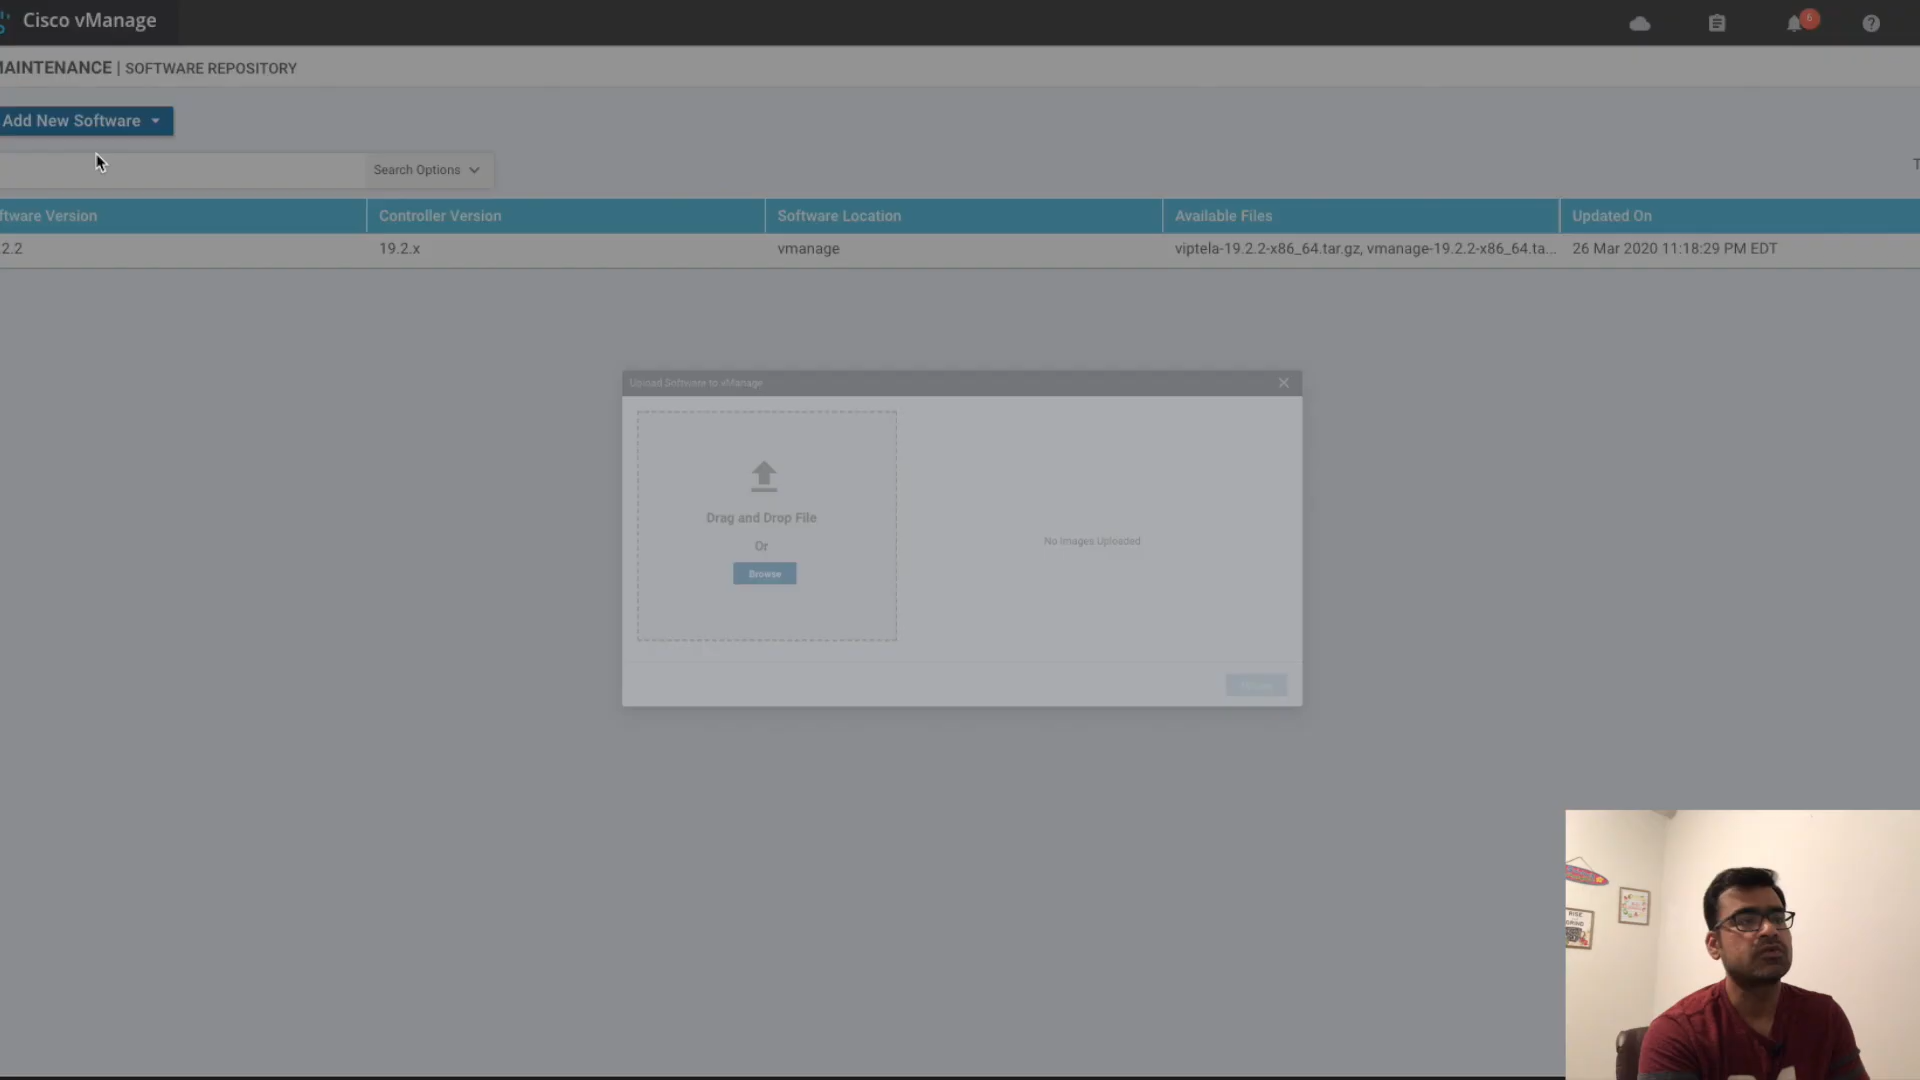 Cisco vManage
6
?
MAINTENANCE | SOFTWARE REPOSITORY
Add New Software
Search Options
T
ftware Version
Controller Version
Software Location
Available Files
Updated On
.2.2
19.2.x
vmanage
viptela-19.2.2-x86_64.tar.gz, vmanage-19.2.2-x86_64.ta...
26 Mar 2020 11:18:29 PM EDT
Upload Software to vManage
Drag and Drop File
Or
Browse
No Images Uploaded
RISE